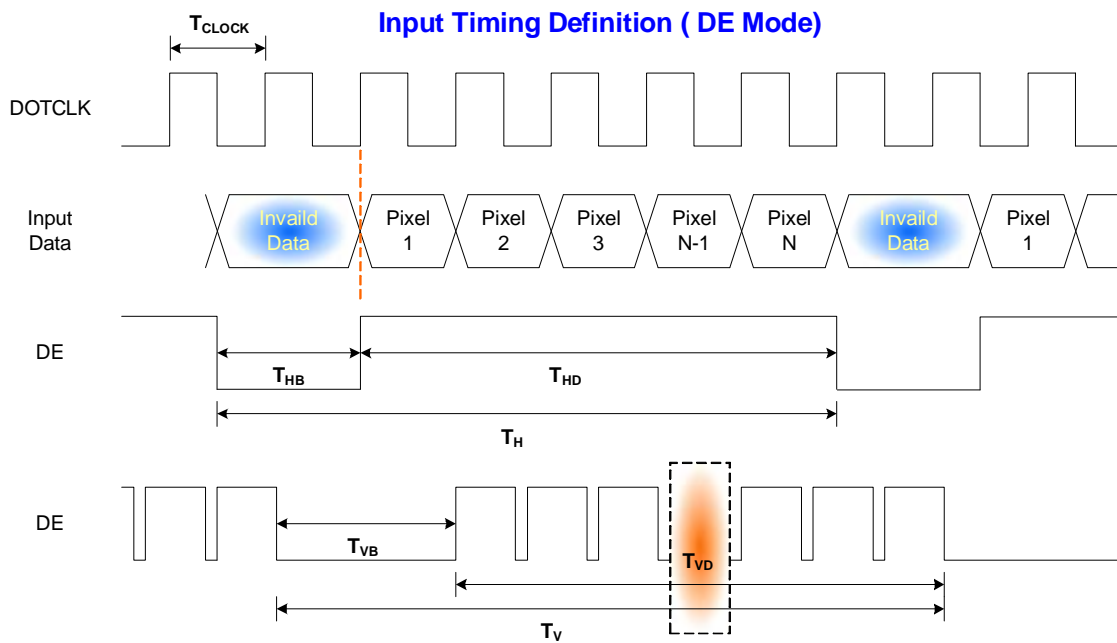 Input Timing Definition ( DE Mode)
TCLOCK
DOTCLK
Input
Data
Invaild
Data
Pixel
1
Pixel
2
Pixel
3
Pixel
N-1
Pixel
N
Invaild
Data
Pixel
1
DE
THB
THD
TH
DE
TVB
TVD
TV